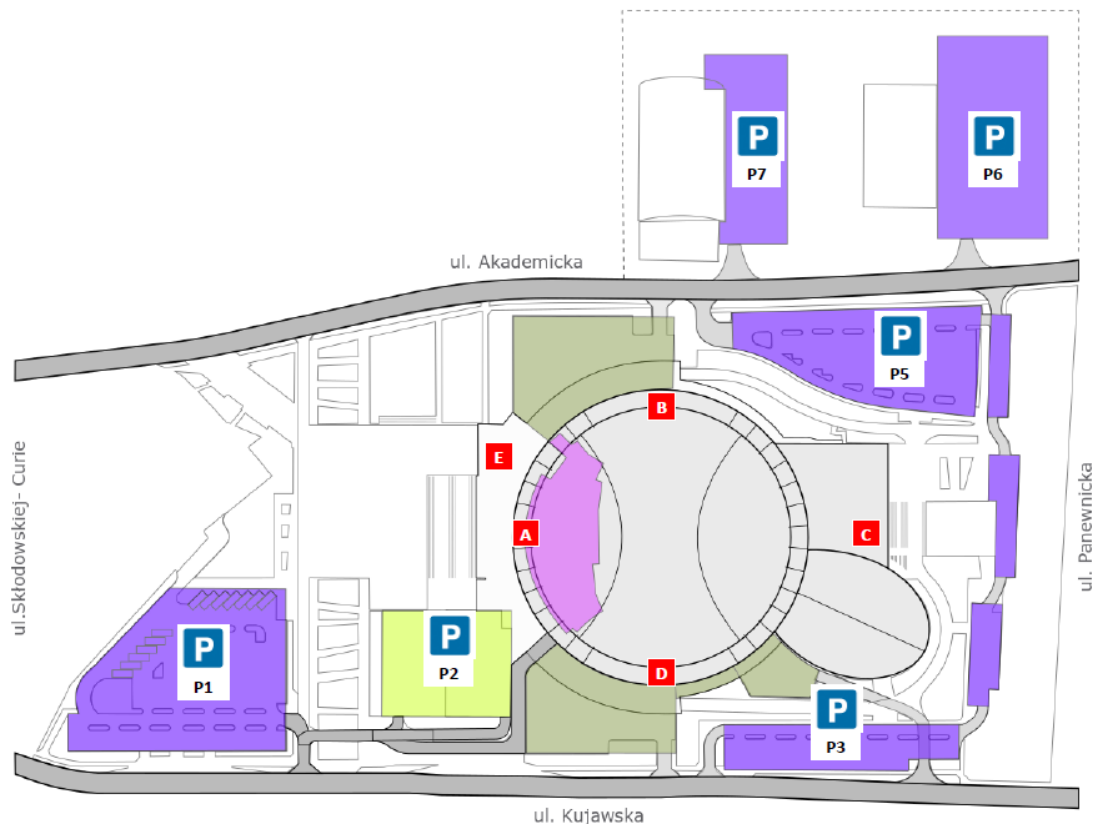 P
P7
P
P6
ul. Akademicka
P
P5
B
E
A
C
ul.Skłodowskiej- Curie
ul. Panewnicka
P
P1
P
P2
D
P
P3
ul. Kujawska